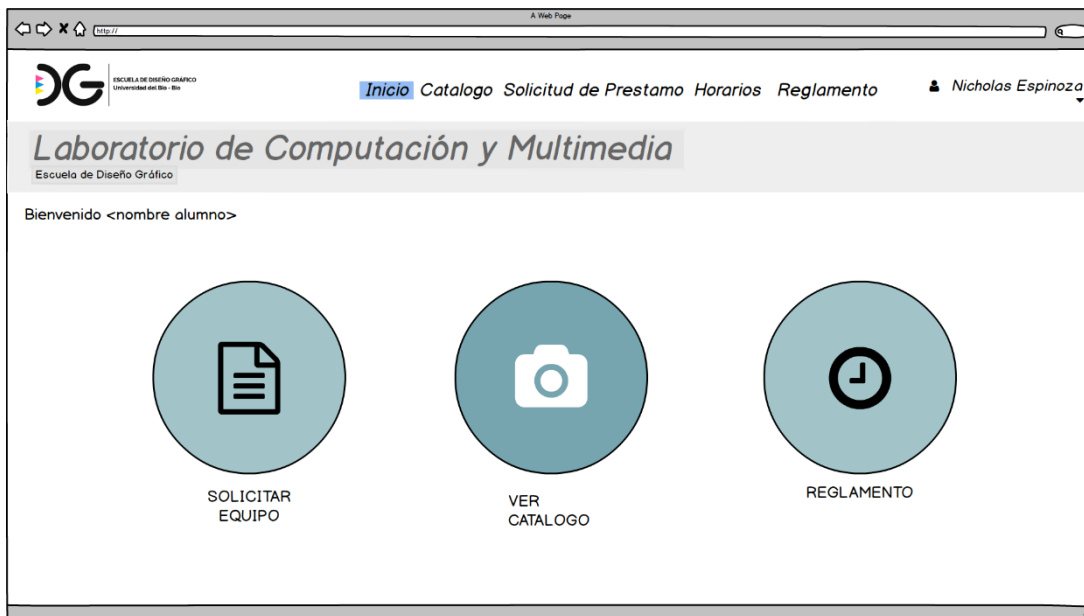 A Web Page
http://
DG
ESCUELA DE DISEÑO GRÁFICO
Universidad del Bío - Bío
Inicio Catalogo Solicitud de Prestamo Horarios Reglamento
Nicholas Espinoza
Laboratorio de Computación y Multimedia
Escuela de Diseño Gráfico
Bienvenido <nombre alumno>
SOLICITAR
EQUIPO
VER
CATALOGO
REGLAMENTO